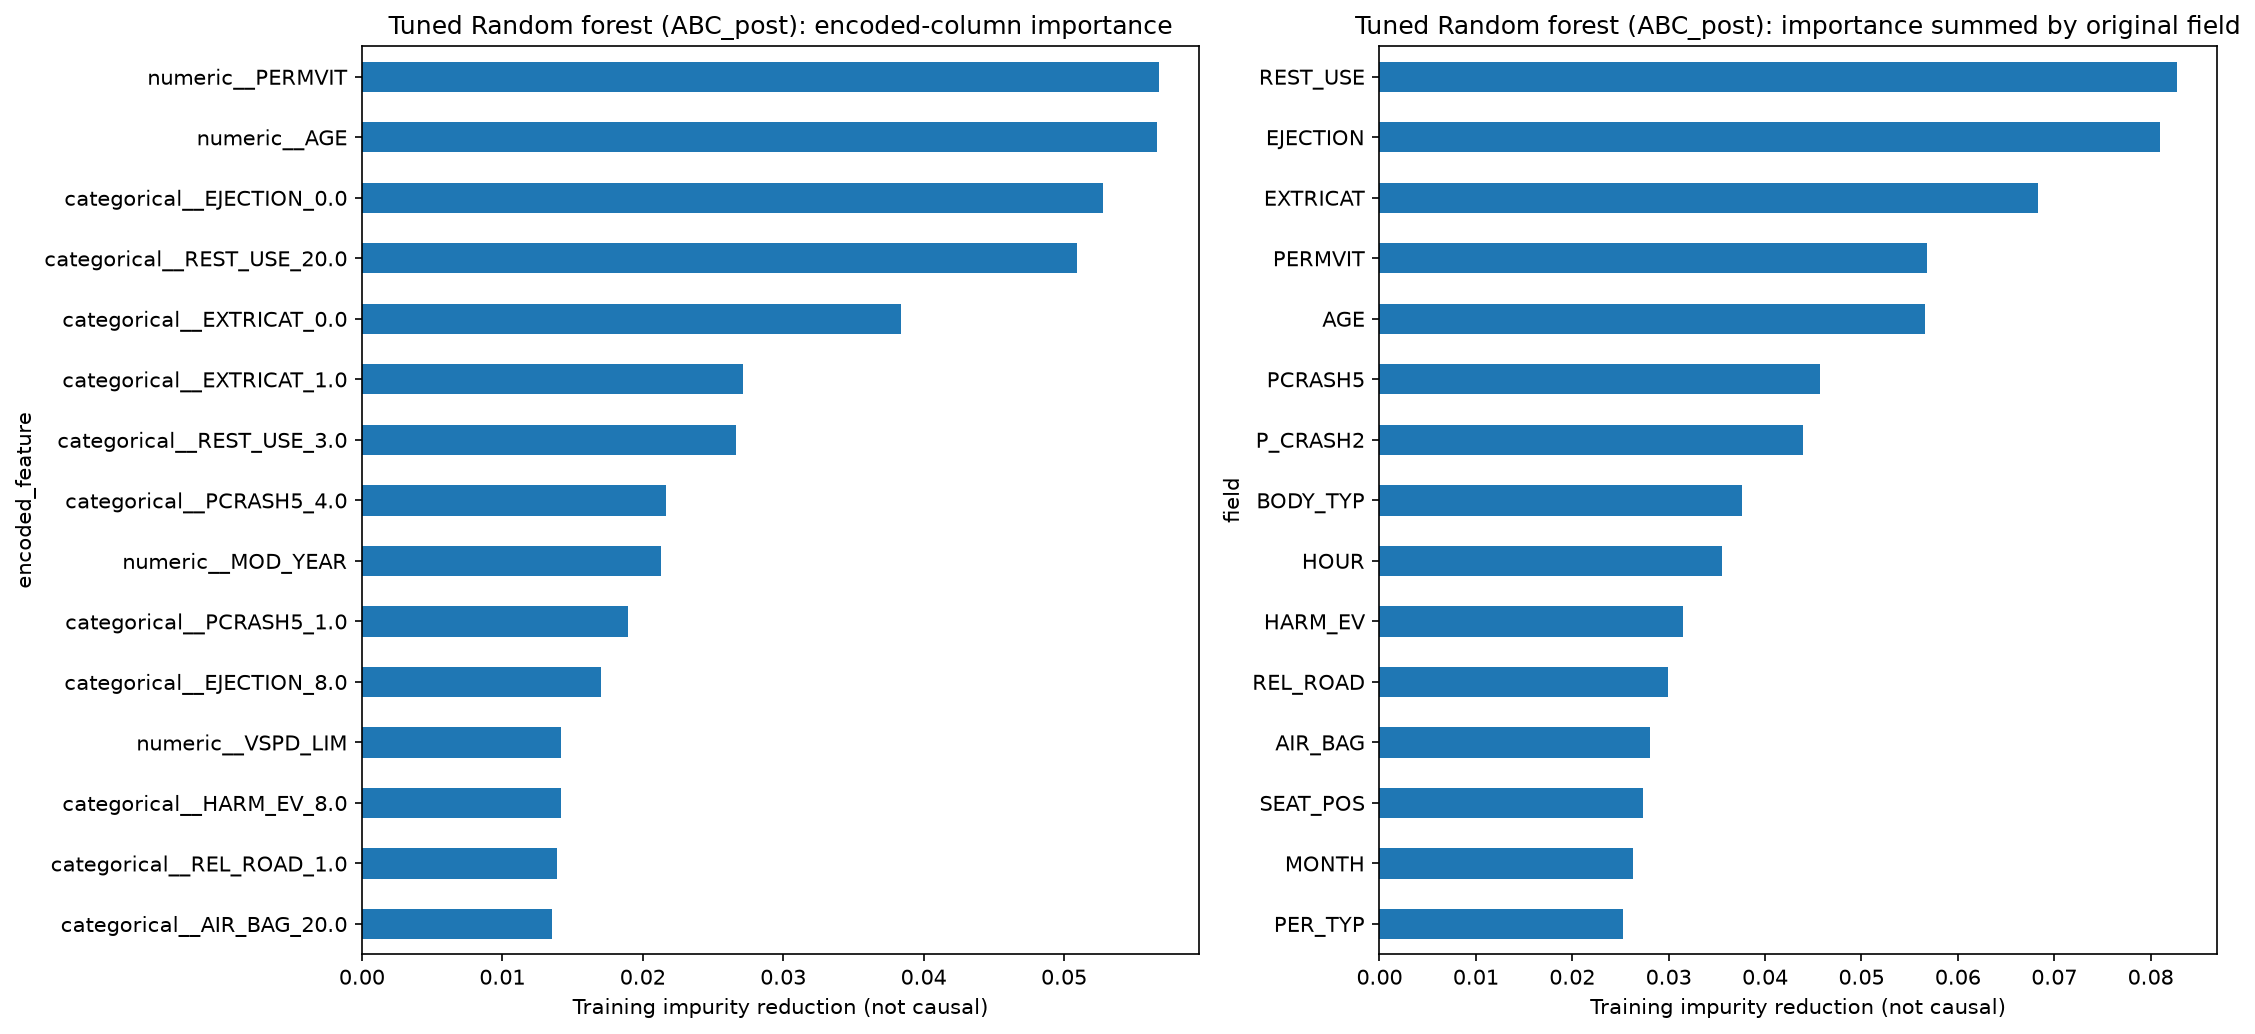 Tuned Random forest (ABC_post): encoded-column importance
encoded_feature
numeric__PERMVIT
numeric__AGE
categorical__EJECTION_0.0
categorical__REST_USE_20.0
categorical__EXTRICAT_0.0
categorical__EXTRICAT_1.0
categorical__REST_USE_3.0
categorical__PCRASH5_4.0
numeric__MOD_YEAR
categorical__PCRASH5_1.0
categorical__EJECTION_8.0
numeric__VSPD_LIM
categorical__HARM_EV_8.0
categorical__REL_ROAD_1.0
categorical__AIR_BAG_20.0
0.00 0.01 0.02 0.03 0.04 0.05
Training impurity reduction (not causal)
Tuned Random forest (ABC_post): importance summed by original field
field
REST_USE
EJECTION
EXTRICAT
PERMVIT
AGE
PCRASH5
P_CRASH2
BODY_TYP
HOUR
HARM_EV
REL_ROAD
AIR_BAG
SEAT_POS
MONTH
PER_TYP
0.00 0.01 0.02 0.03 0.04 0.05 0.06 0.07 0.08
Training impurity reduction (not causal)